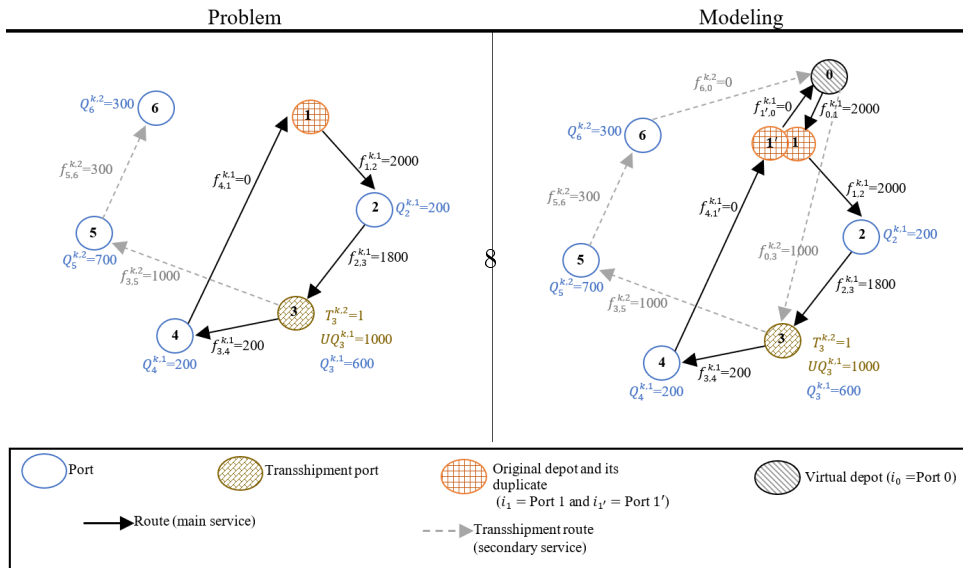 Problem
Modeling
Q_6^{k,2}=300
6
1
f_{5.6}^{k,2}=300
f_{4.1}^{k,1}=0
f_{1.2}^{k,1}=2000
2
Q_2^{k,1}=200
5
Q_5^{k,2}=700
f_{3.5}^{k,2}=1000
f_{2.3}^{k,1}=1800
3
T_3^{k,2}=1
UQ_3^{k,1}=1000
Q_3^{k,1}=600
4
f_{3.4}^{k,1}=200
Q_4^{k,1}=200
8
0
f_{6.0}^{k,2}=0
f_{1′.0}^{k,1}=0
f_{0.1}^{k,1}=2000
Q_6^{k,2}=300
6
1′
1
f_{5.6}^{k,2}=300
f_{4.1′}^{k,1}=0
f_{1.2}^{k,1}=2000
2
Q_2^{k,1}=200
5
Q_5^{k,2}=700
f_{0.3}^{k,2}=1000
f_{3.5}^{k,2}=1000
f_{2.3}^{k,1}=1800
3
T_3^{k,2}=1
UQ_3^{k,1}=1000
Q_3^{k,1}=600
4
f_{3.4}^{k,1}=200
Q_4^{k,1}=200
Port
Transshipment port
Original depot and its
duplicate
(i_1 = Port 1 and i_{1′} = Port 1′)
Virtual depot (i_0 =Port 0)
Route (main service)
Transshipment route
(secondary service)